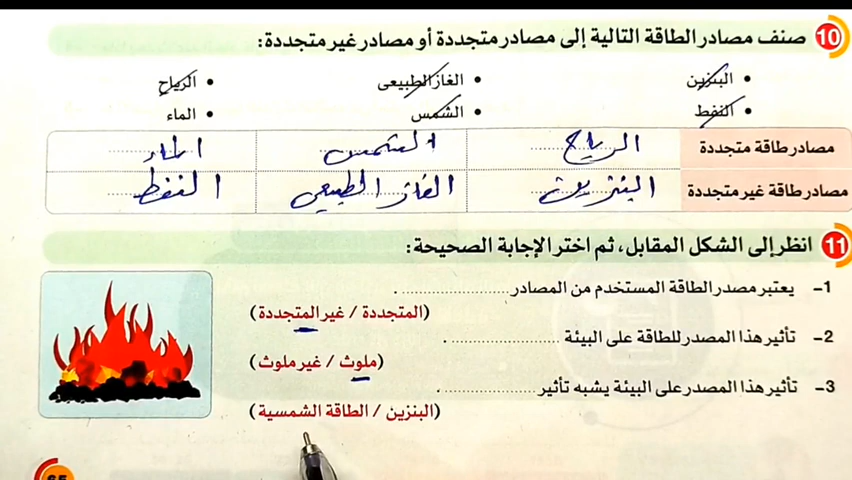 10 صنف مصادر الطاقة التالية إلى مصادر متجددة أو مصادر غير متجددة:
• البنزين • الغاز الطبيعى • الرياح
• النفط • الشمس • الماء
مصادر طاقة متجددة الرياح الشمس الماء
مصادر طاقة غير متجددة البنزين الغاز الطبيعي النفط
11 انظر إلى الشكل المقابل، ثم اختر الإجابة الصحيحة:
1- يعتبر مصدر الطاقة المستخدم من المصادر .................... .
(المتجددة / غير المتجددة)
2- تأثير هذا المصدر للطاقة على البيئة .................... .
(ملوث / غير ملوث)
3- تأثير هذا المصدر على البيئة يشبه تأثير .................... .
(البنزين / الطاقة الشمسية)
65